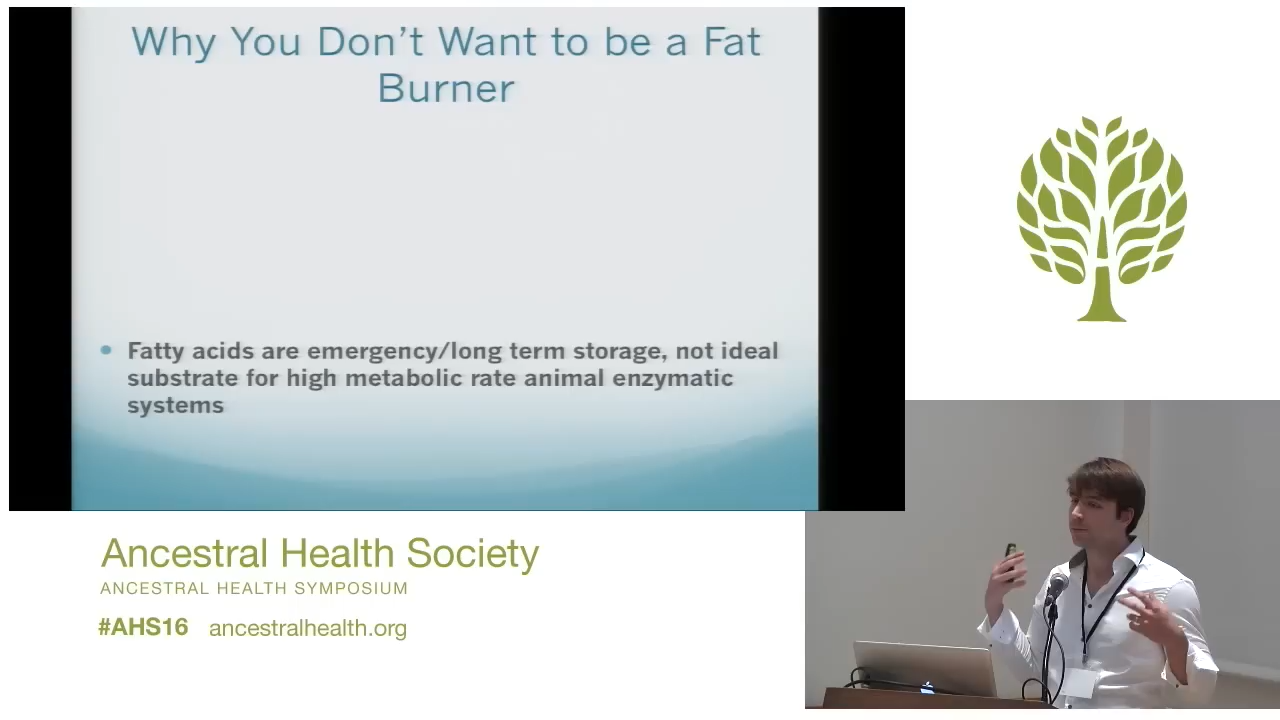 Why You Don't Want to be a Fat
Burner
• Fatty acids are emergency/long term storage, not ideal
substrate for high metabolic rate animal enzymatic
systems
Ancestral Health Society
ANCESTRAL HEALTH SYMPOSIUM
#AHS16 ancestralhealth.org